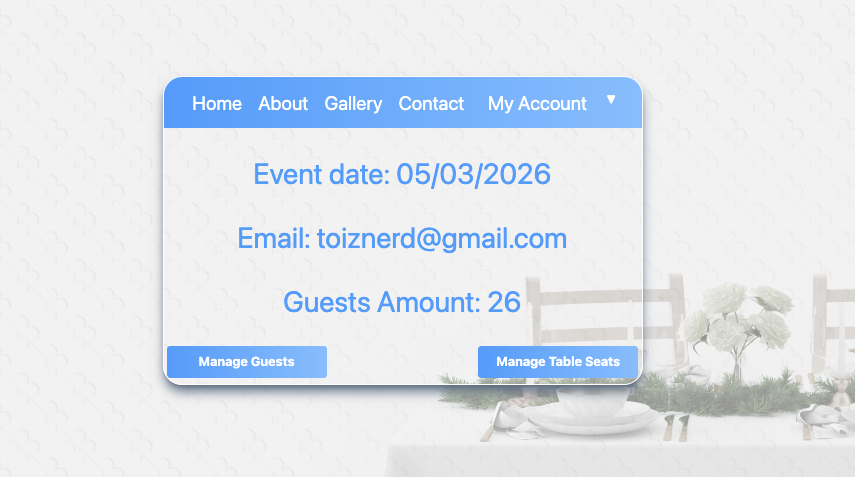 Home About Gallery Contact My Account ▼
Event date: 05/03/2026
Email: toiznerd@gmail.com
Guests Amount: 26
Manage Guests Manage Table Seats